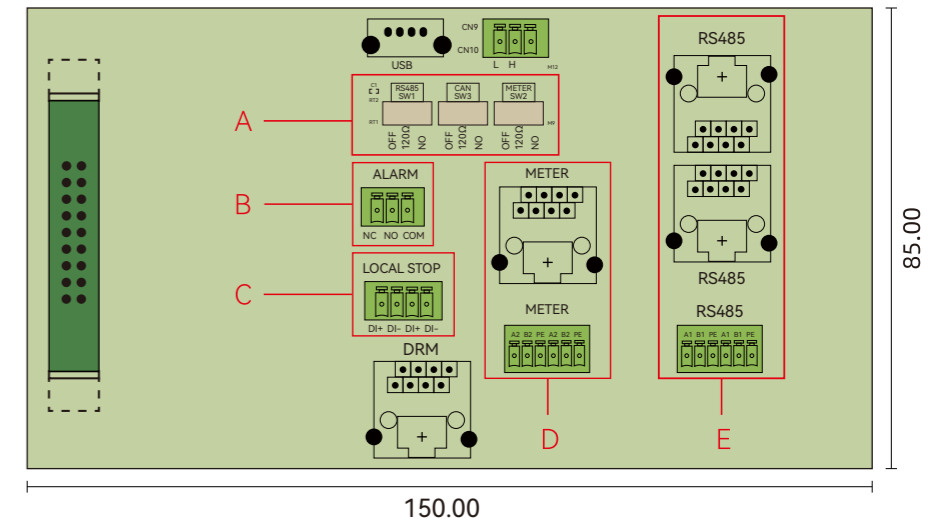 CN9
CN10
USB
L H
M12
RS485
C1
RT2
RT1
RS485
SW1
CAN
SW3
METER
SW2
M9
OFF
120Ω
NO
OFF
120Ω
NO
OFF
120Ω
NO
A
ALARM
NC NO COM
B
METER
LOCAL STOP
DI+ DI- DI+ DI-
C
RS485
METER
A2 B2 PE A2 B2 PE
RS485
A1 B1 PE A1 B1 PE
DRM
D
E
85.00
150.00